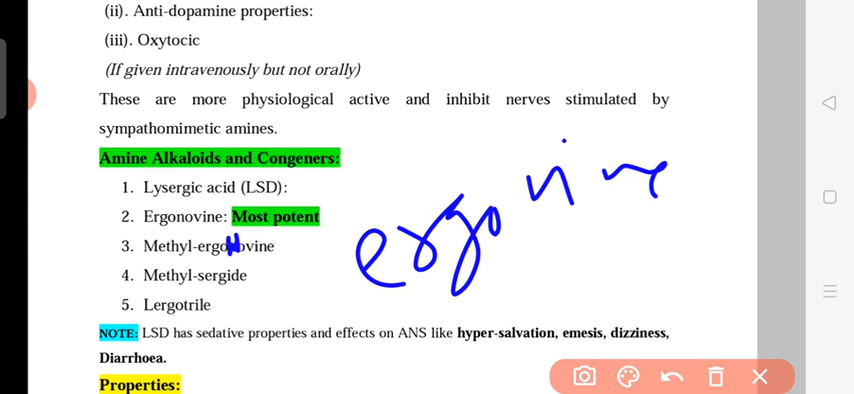 (ii). Anti-dopamine properties:
(iii). Oxytocic
(If given intravenously but not orally)
These are more physiological active and inhibit nerves stimulated by
sympathomimetic amines.
Amine Alkaloids and Congeners:
1. Lysergic acid (LSD):
2. Ergonovine: Most potent
3. Methyl-ergonovine
4. Methyl-sergide
5. Lergotrile
NOTE: LSD has sedative properties and effects on ANS like hyper-salvation, emesis, dizziness,
Diarrhoea.
Properties: